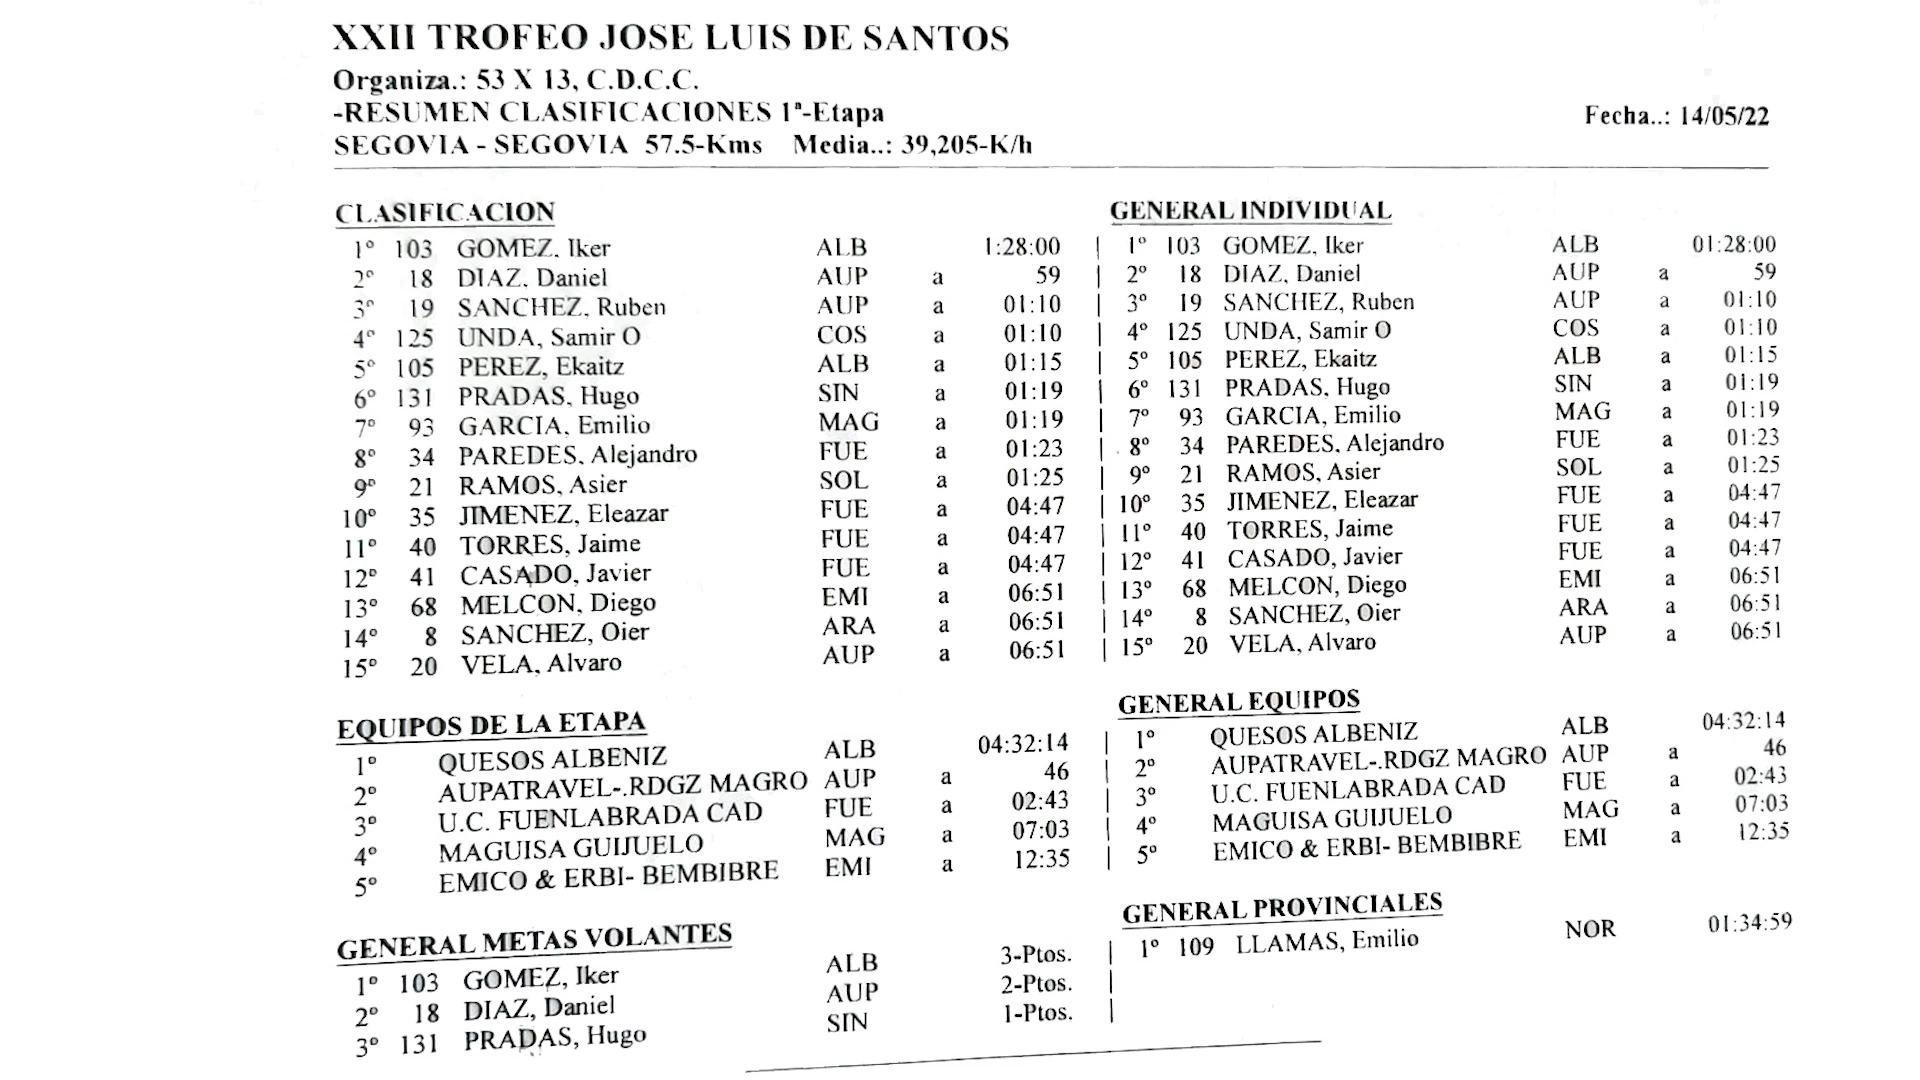 XXII TROFEO JOSE LUIS DE SANTOS
Organiza.: 53 X 13, C.D.C.C.
-RESUMEN CLASIFICACIONES 1ª-Etapa
Fecha..: 14/05/22
SEGOVIA - SEGOVIA 57.5-Kms Media..: 39,205-K/h
CLASIFICACION
1º 103 GOMEZ, Iker ALB 1:28:00
2º 18 DIAZ, Daniel AUP a 59
3º 19 SANCHEZ, Ruben AUP a 01:10
4º 125 UNDA, Samir O COS a 01:10
5º 105 PEREZ, Ekaitz ALB a 01:15
6º 131 PRADAS, Hugo SIN a 01:19
7º 93 GARCIA, Emilio MAG a 01:19
8º 34 PAREDES, Alejandro FUE a 01:23
9º 21 RAMOS, Asier SOL a 01:25
10º 35 JIMENEZ, Eleazar FUE a 04:47
11º 40 TORRES, Jaime FUE a 04:47
12º 41 CASADO, Javier FUE a 04:47
13º 68 MELCON, Diego EMI a 06:51
14º 8 SANCHEZ, Oier ARA a 06:51
15º 20 VELA, Alvaro AUP a 06:51
GENERAL INDIVIDUAL
1º 103 GOMEZ, Iker ALB 01:28:00
2º 18 DIAZ, Daniel AUP a 59
3º 19 SANCHEZ, Ruben AUP a 01:10
4º 125 UNDA, Samir O COS a 01:10
5º 105 PEREZ, Ekaitz ALB a 01:15
6º 131 PRADAS, Hugo SIN a 01:19
7º 93 GARCIA, Emilio MAG a 01:19
8º 34 PAREDES, Alejandro FUE a 01:23
9º 21 RAMOS, Asier SOL a 01:25
10º 35 JIMENEZ, Eleazar FUE a 04:47
11º 40 TORRES, Jaime FUE a 04:47
12º 41 CASADO, Javier FUE a 04:47
13º 68 MELCON, Diego EMI a 06:51
14º 8 SANCHEZ, Oier ARA a 06:51
15º 20 VELA, Alvaro AUP a 06:51
EQUIPOS DE LA ETAPA
1º QUESOS ALBENIZ ALB 04:32:14
2º AUPATRAVEL-.RDGZ MAGRO AUP a 46
3º U.C. FUENLABRADA CAD FUE a 02:43
4º MAGUISA GUIJUELO MAG a 07:03
5º EMICO & ERBI- BEMBIBRE EMI a 12:35
GENERAL EQUIPOS
1º QUESOS ALBENIZ ALB 04:32:14
2º AUPATRAVEL-.RDGZ MAGRO AUP a 46
3º U.C. FUENLABRADA CAD FUE a 02:43
4º MAGUISA GUIJUELO MAG a 07:03
5º EMICO & ERBI- BEMBIBRE EMI a 12:35
GENERAL METAS VOLANTES
1º 103 GOMEZ, Iker ALB 3-Ptos.
2º 18 DIAZ, Daniel AUP 2-Ptos.
3º 131 PRADAS, Hugo SIN 1-Ptos.
GENERAL PROVINCIALES
1º 109 LLAMAS, Emilio NOR 01:34:59